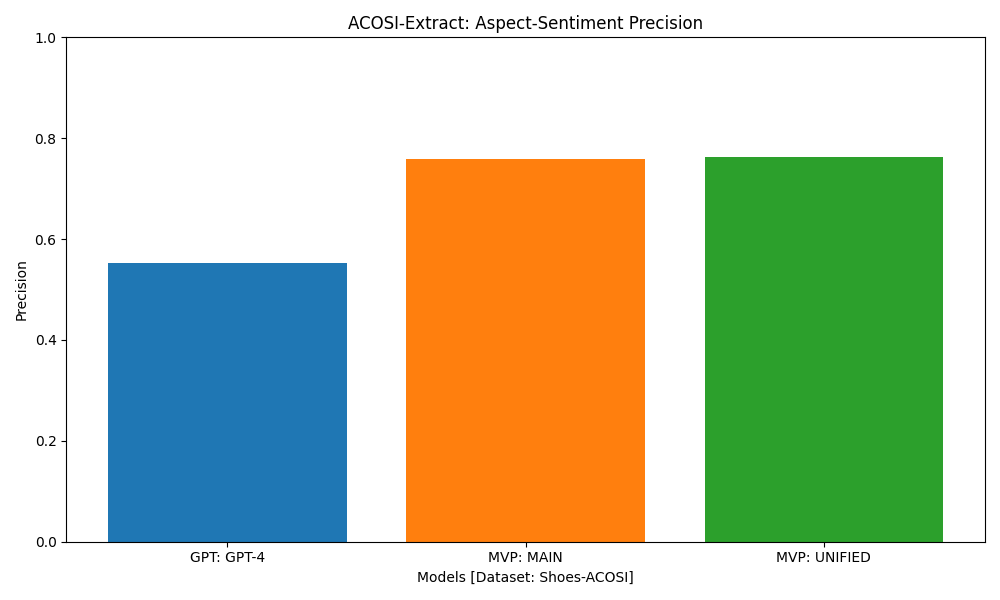 ACOSI-Extract: Aspect-Sentiment Precision
1.0
0.8
0.6
0.4
0.2
0.0
Precision
GPT: GPT-4
MVP: MAIN
MVP: UNIFIED
Models [Dataset: Shoes-ACOSI]